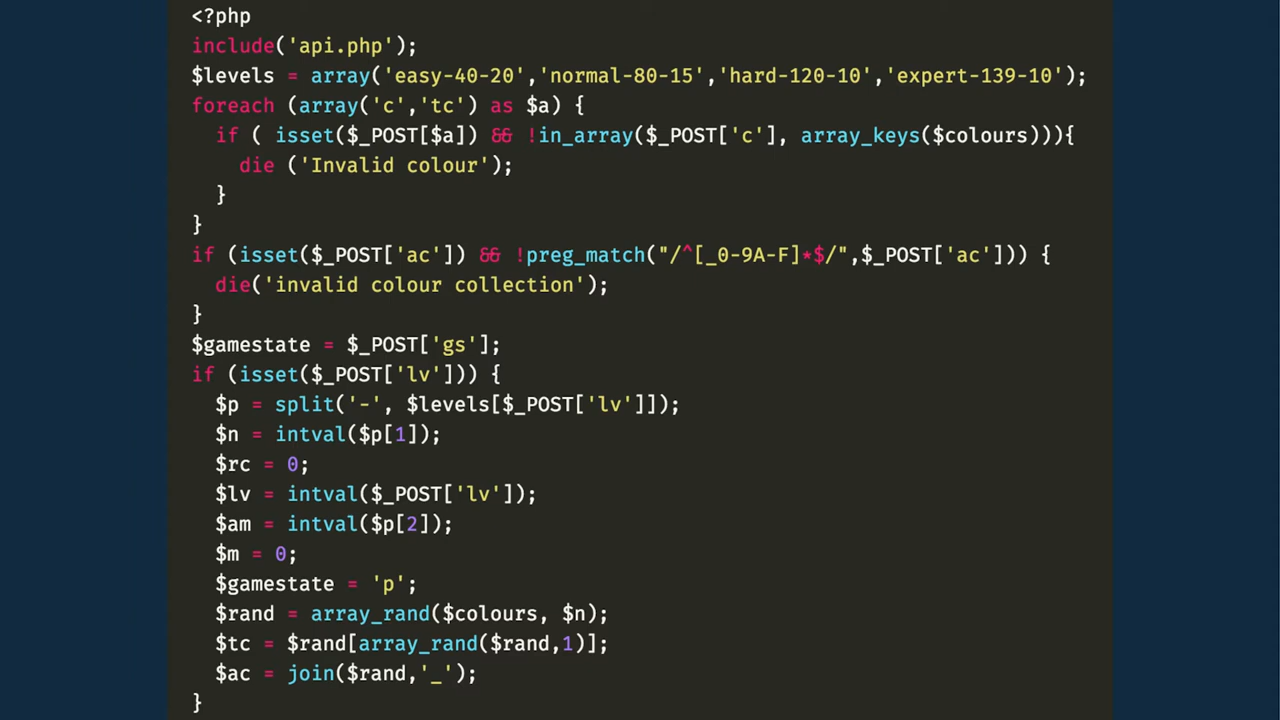 <?php
include('api.php');
$levels = array('easy-40-20','normal-80-15','hard-120-10','expert-139-10');
foreach (array('c','tc') as $a) {
  if ( isset($_POST[$a]) && !in_array($_POST['c'], array_keys($colours))){
    die ('Invalid colour');
  }
}
if (isset($_POST['ac']) && !preg_match("/^[_0-9A-F]*$/",$_POST['ac'])) {
  die('invalid colour collection');
}
$gamestate = $_POST['gs'];
if (isset($_POST['lv'])) {
  $p = split('-', $levels[$_POST['lv']]);
  $n = intval($p[1]);
  $rc = 0;
  $lv = intval($_POST['lv']);
  $am = intval($p[2]);
  $m = 0;
  $gamestate = 'p';
  $rand = array_rand($colours, $n);
  $tc = $rand[array_rand($rand,1)];
  $ac = join($rand,'_');
}